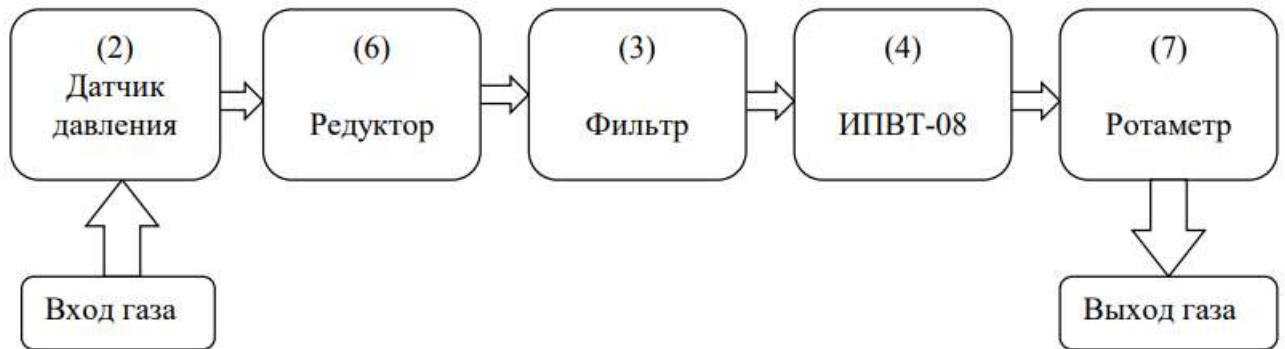 (2)
Датчик
давления
(6)
Редуктор
(3)
Фильтр
(4)
ИПВТ-08
(7)
Ротаметр
Вход газа
Выход газа